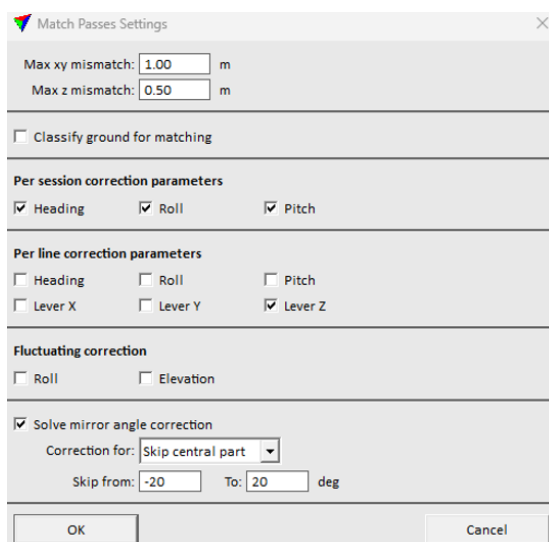 Match Passes Settings
Max xy mismatch: 1.00 m
Max z mismatch: 0.50 m
Classify ground for matching
Per session correction parameters
Heading Roll Pitch
Per line correction parameters
Heading Roll Pitch
Lever X Lever Y Lever Z
Fluctuating correction
Roll Elevation
Solve mirror angle correction
Correction for: Skip central part
Skip from: -20 To: 20 deg
OK Cancel